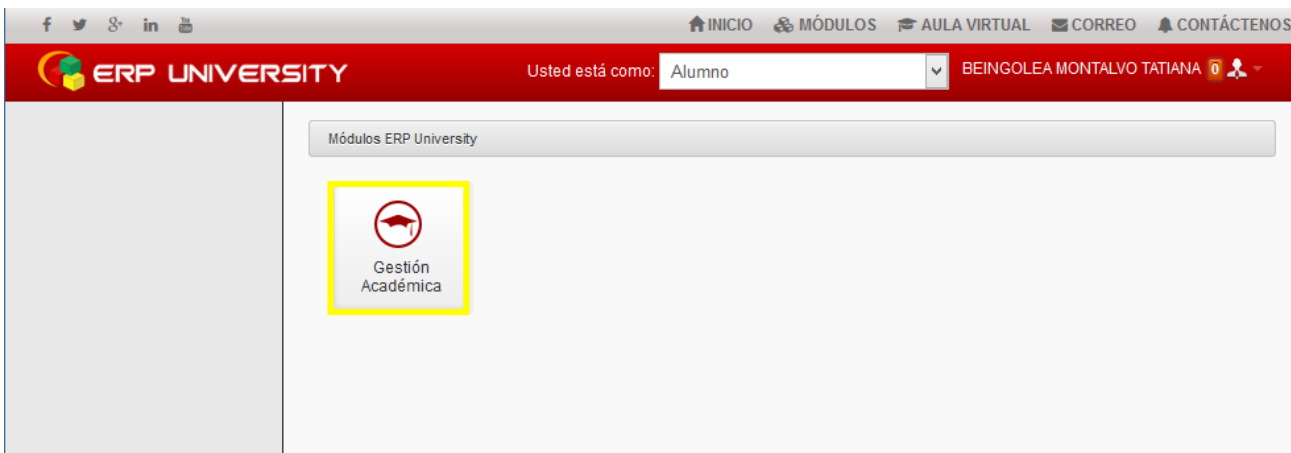 INICIO MÓDULOS AULA VIRTUAL CORREO CONTÁCTENOS
ERP UNIVERSITY Usted está como: Alumno BEINGOLEA MONTALVO TATIANA 0
Módulos ERP University
Gestión
Académica